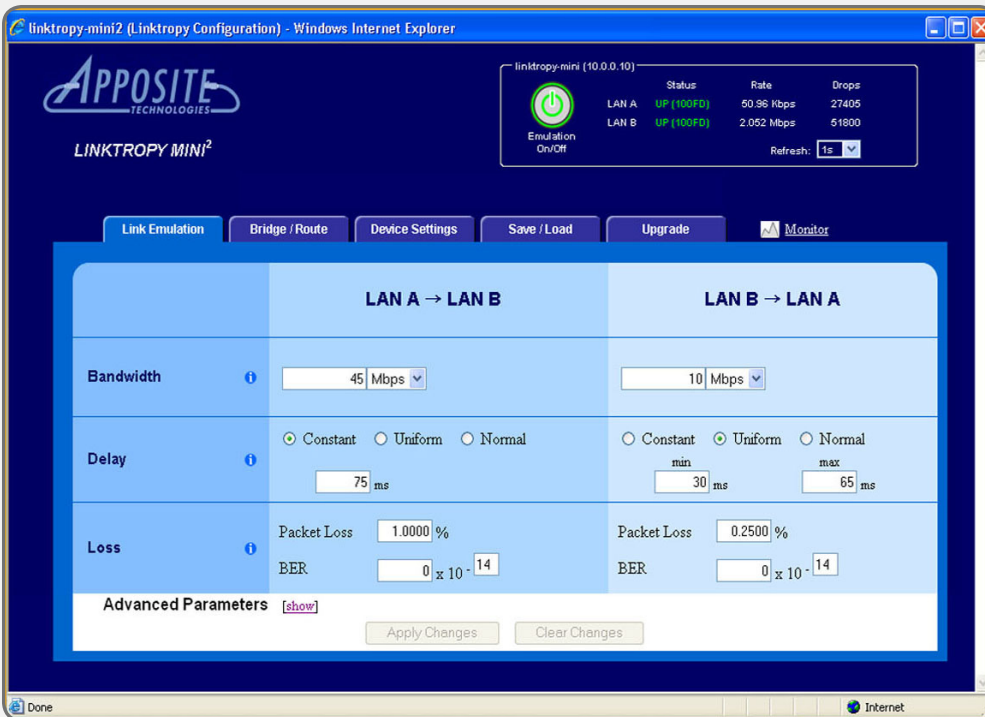 linktropy-mini2 (Linktropy Configuration) - Windows Internet Explorer
APPOSITE
TECHNOLOGIES
LINKTROPY MINI2
linktropy-mini (10.0.0.10)
Status Rate Drops
LAN A UP (100FD) 50.96 Kbps 27405
LAN B UP (100FD) 2.052 Mbps 51800
Emulation
On/Off
Refresh: 1s
Link Emulation Bridge / Route Device Settings Save / Load Upgrade Monitor
LAN A → LAN B LAN B → LAN A
Bandwidth i 45 Mbps 10 Mbps
Constant Uniform Normal Constant Uniform Normal
Delay i min max
75 ms 30 ms 65 ms
Packet Loss 1.0000 % Packet Loss 0.2500 %
Loss i
BER 0 x 10 - 14 BER 0 x 10 - 14
Advanced Parameters [show]
Apply Changes Clear Changes
Done Internet